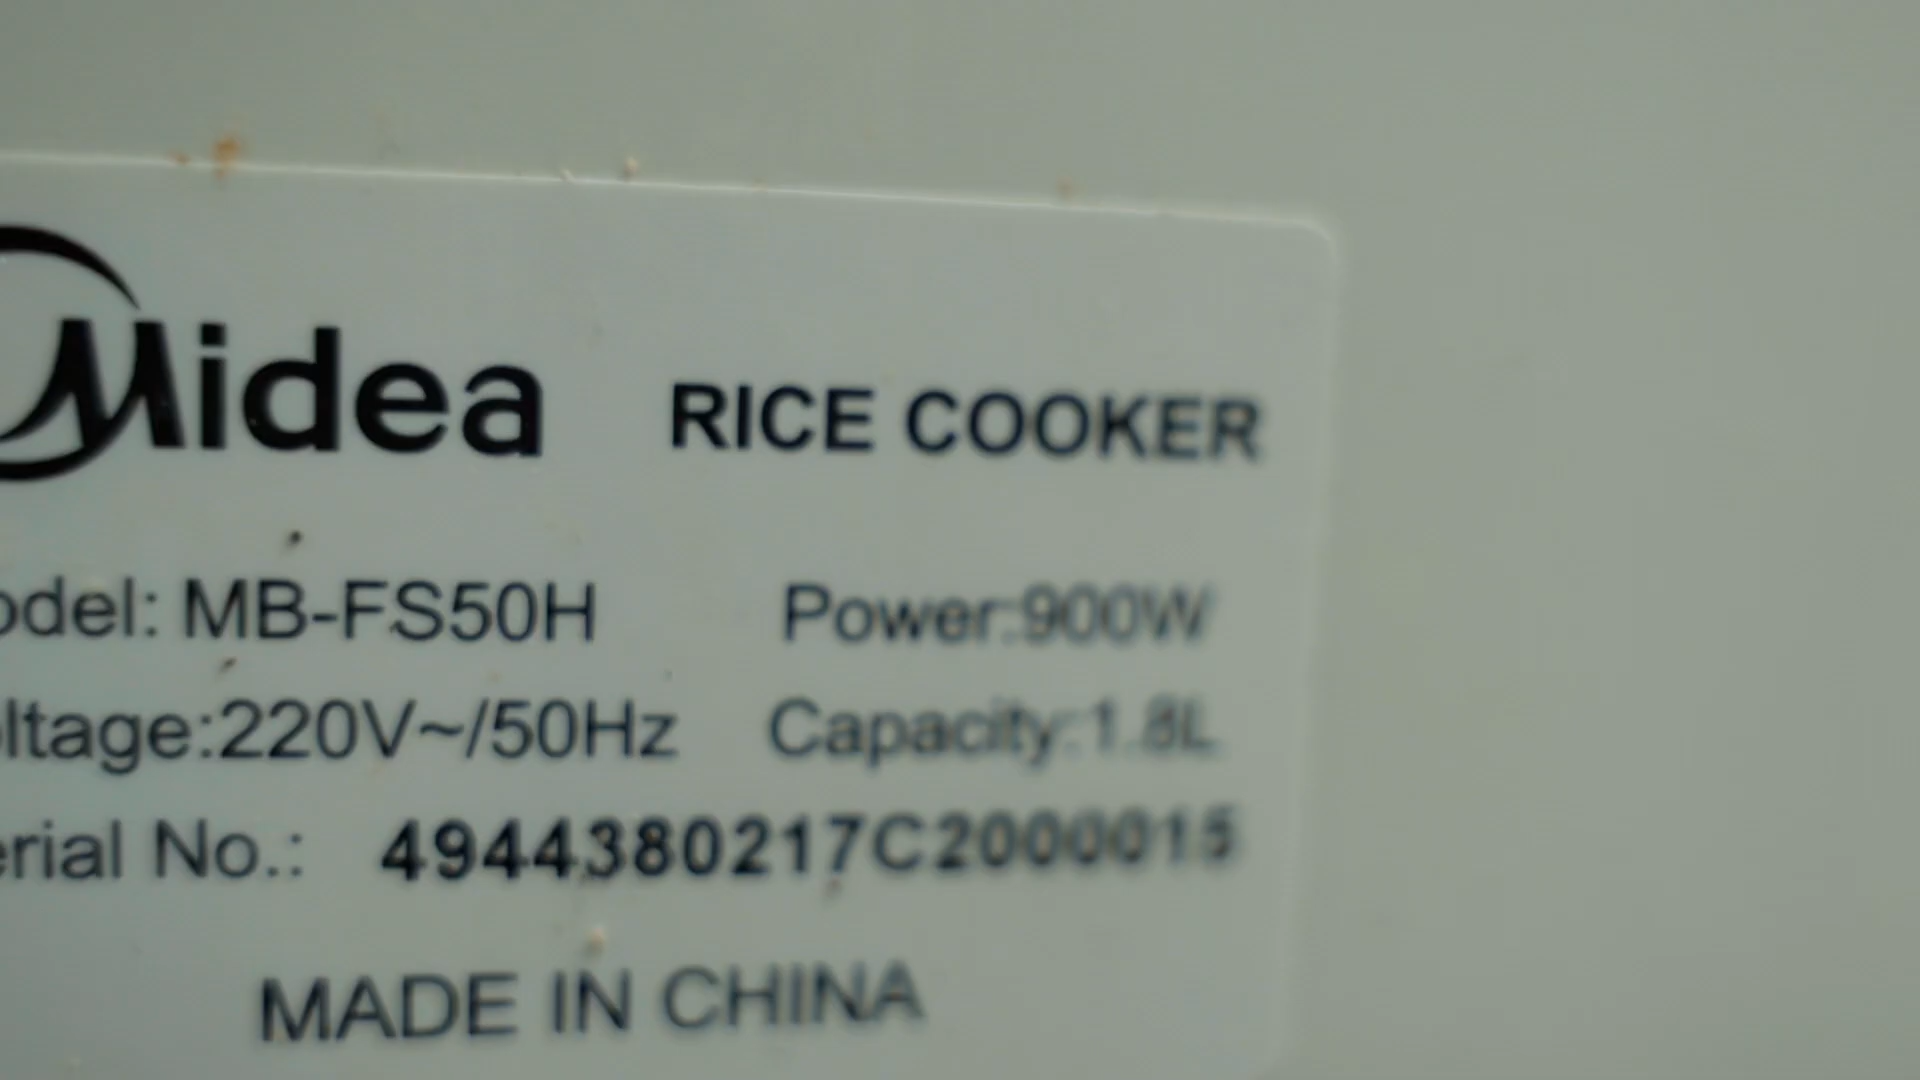 Midea RICE COOKER
odel: MB-FS50H Power:900W
oltage:220V~/50Hz Capacity:1.8L
erial No.: 4944380217C2000015
MADE IN CHINA